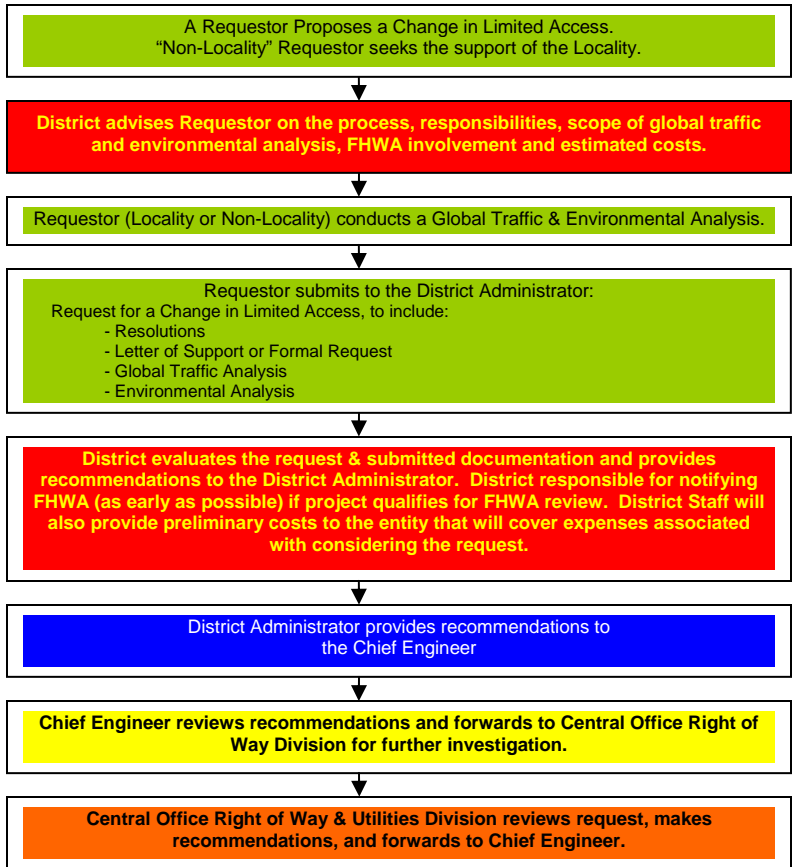 A Requestor Proposes a Change in Limited Access.
“Non-Locality” Requestor seeks the support of the Locality.
District advises Requestor on the process, responsibilities, scope of global traffic
and environmental analysis, FHWA involvement and estimated costs.
Requestor (Locality or Non-Locality) conducts a Global Traffic & Environmental Analysis.
Requestor submits to the District Administrator:
Request for a Change in Limited Access, to include:
- Resolutions
- Letter of Support or Formal Request
- Global Traffic Analysis
- Environmental Analysis
District evaluates the request & submitted documentation and provides
recommendations to the District Administrator. District responsible for notifying
FHWA (as early as possible) if project qualifies for FHWA review. District Staff will
also provide preliminary costs to the entity that will cover expenses associated
with considering the request.
District Administrator provides recommendations to
the Chief Engineer
Chief Engineer reviews recommendations and forwards to Central Office Right of
Way Division for further investigation.
Central Office Right of Way & Utilities Division reviews request, makes
recommendations, and forwards to Chief Engineer.